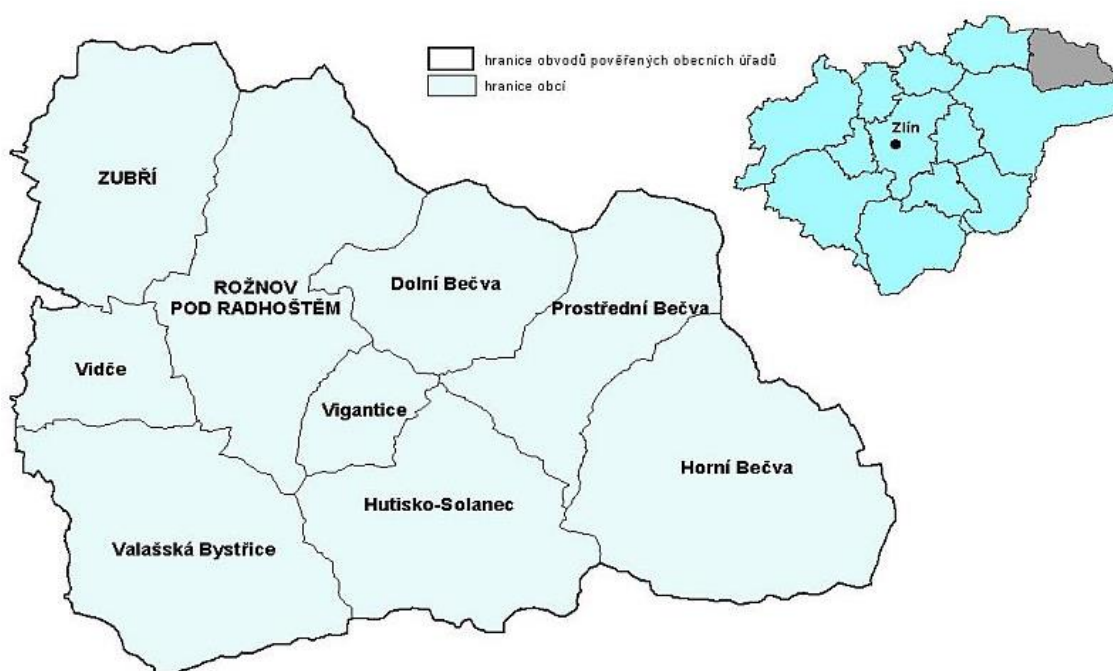 hranice obvodů pověřených obecních úřadů
hranice obcí
Zlín
ZUBŘÍ
ROŽNOV
POD RADHOŠTĚM
Dolní Bečva
Prostřední Bečva
Vidče
Vigantice
Horní Bečva
Hutisko-Solanec
Valašská Bystřice